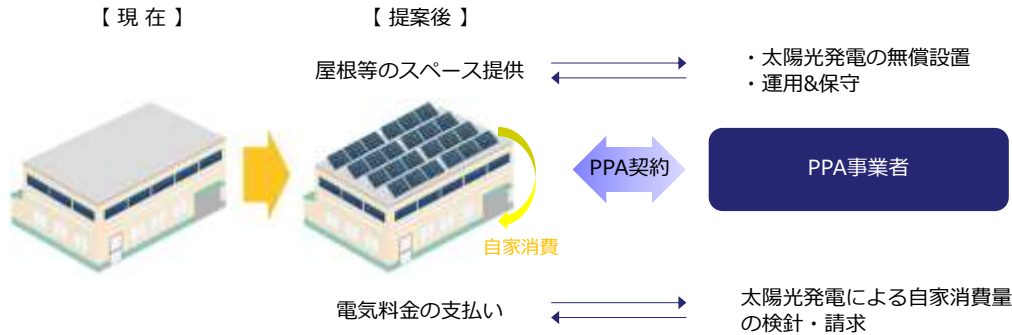 【 現 在 】
【 提案後 】
屋根等のスペース提供
・太陽光発電の無償設置
・運用&保守
PPA契約
PPA事業者
自家消費
電気料金の支払い
太陽光発電による自家消費量
の検針・請求